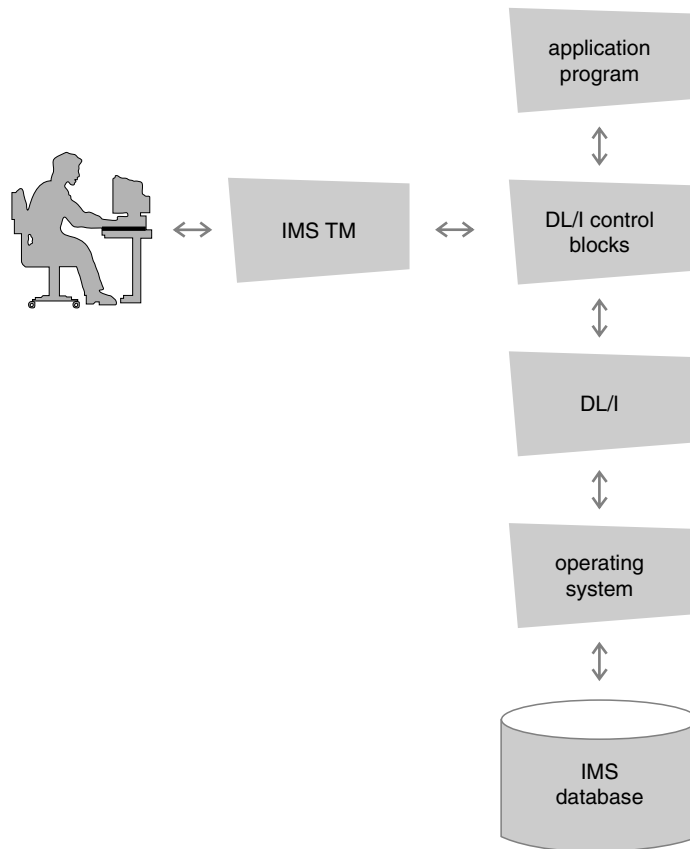 application
program
IMS TM
DL/I control
blocks
DL/I
operating
system
IMS
database